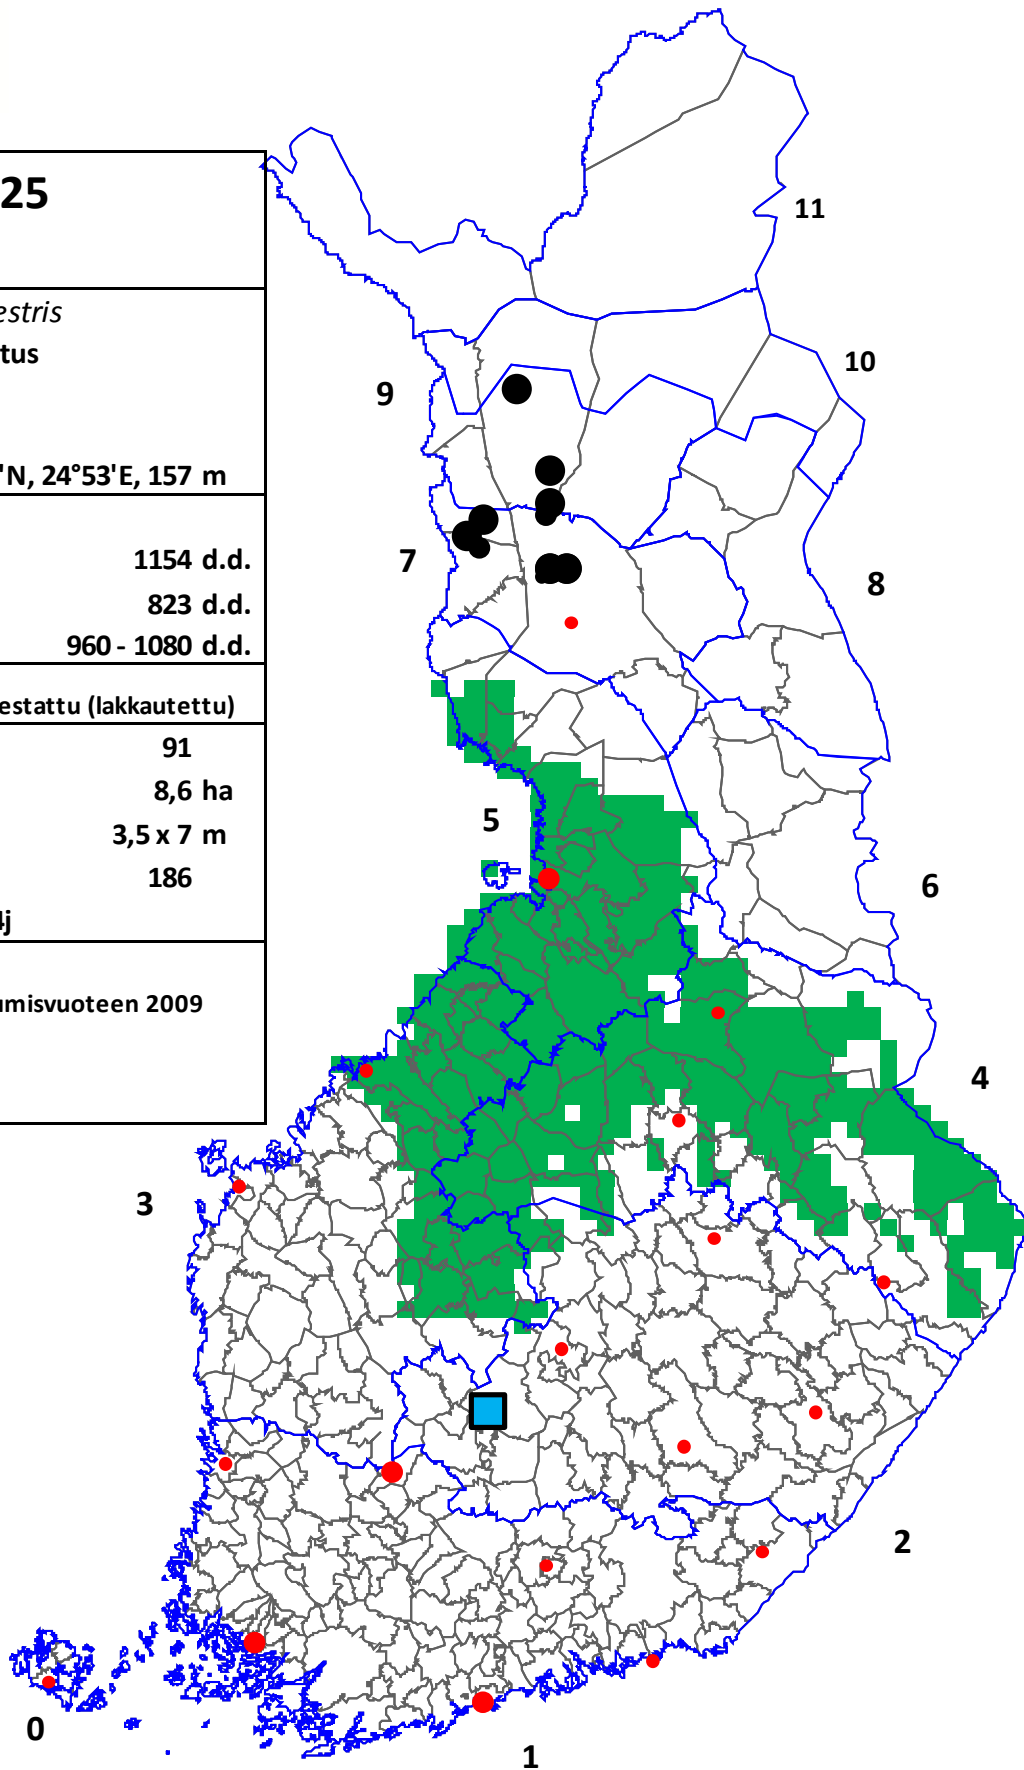 25
estris
tus
'N, 24°53'E, 157 m
1154 d.d.
823 d.d.
960 - 1080 d.d.
estattu (lakkautettu)
91
8,6 ha
3,5 x 7 m
186
4j
umisvuoteen 2009
11
10
9
7
8
5
6
4
3
2
0
1